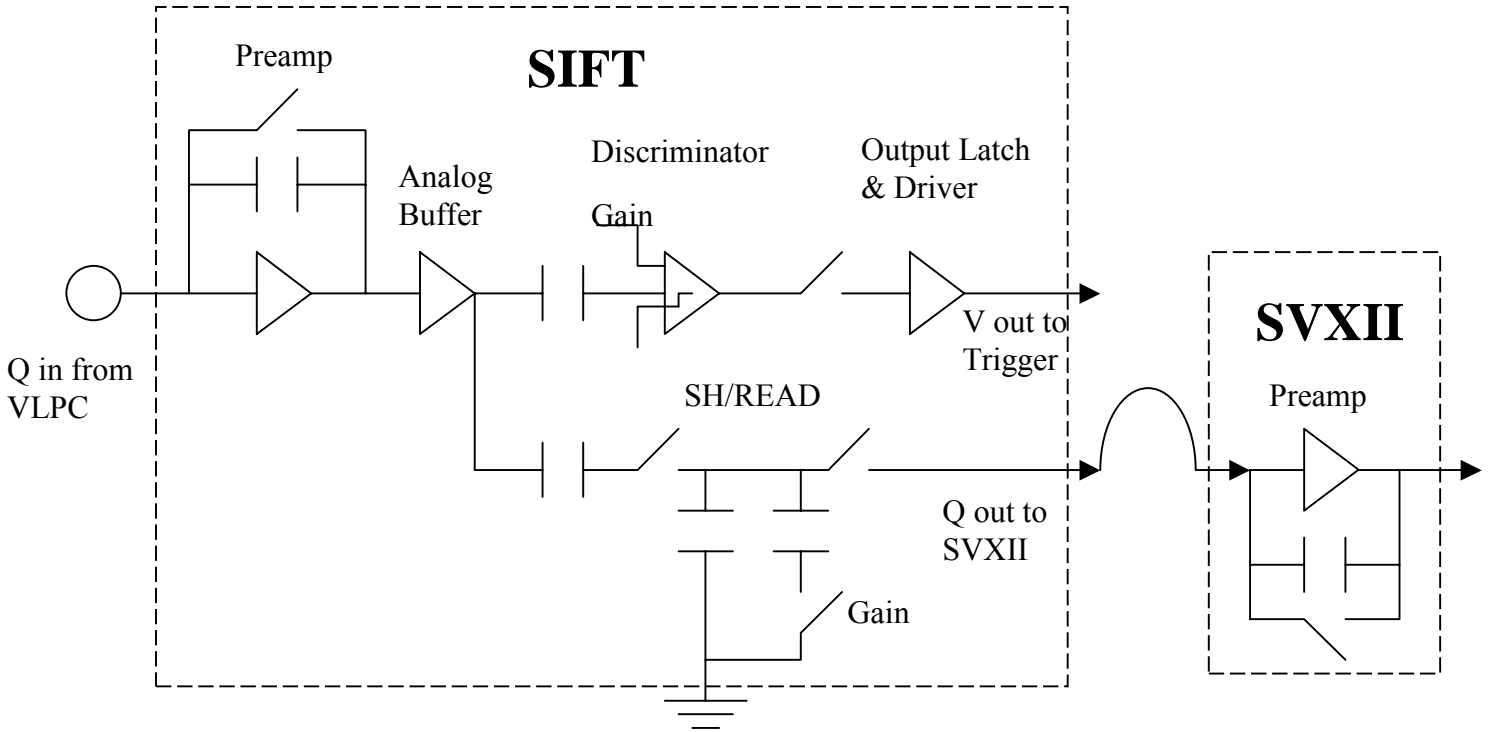 Preamp
SIFT
Discriminator
Output Latch
& Driver
Analog
Buffer
Gain
V out to
Trigger
SVXII
Q in from
VLPC
SH/READ
Preamp
Q out to
SVXII
Gain